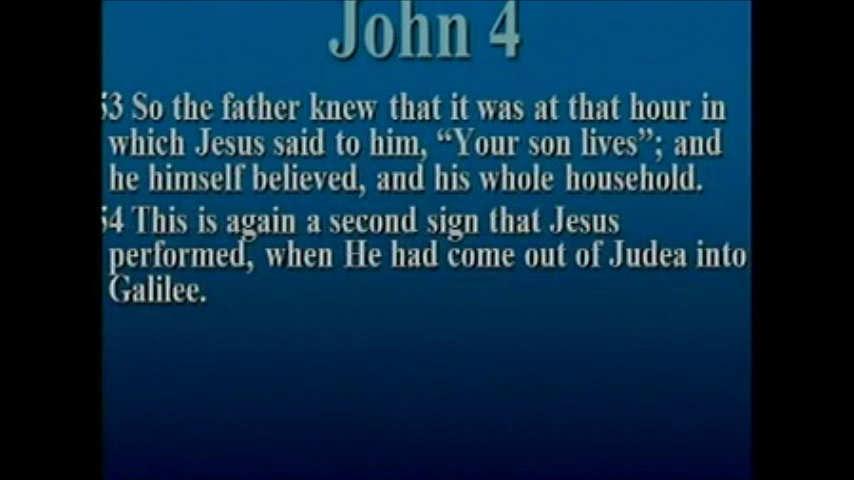 John 4
53 So the father knew that it was at that hour in
which Jesus said to him, “Your son lives”; and
he himself believed, and his whole household.
54 This is again a second sign that Jesus
performed, when He had come out of Judea into
Galilee.